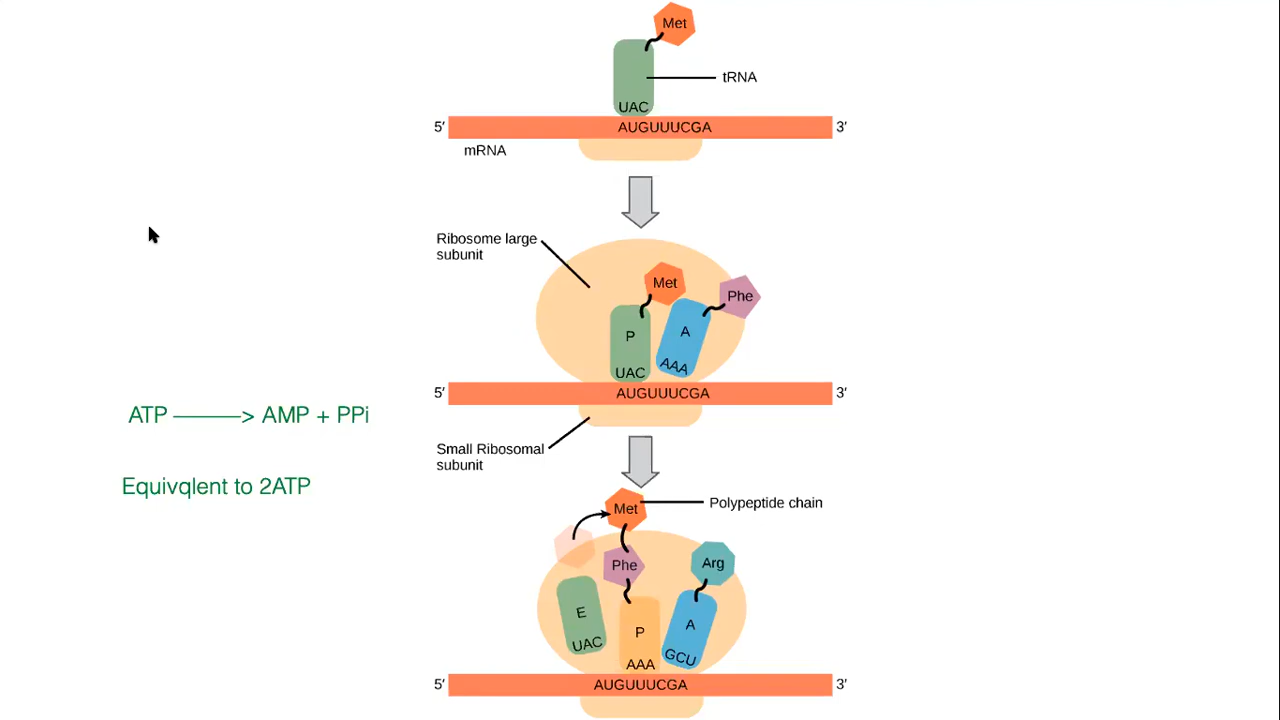 Met
tRNA
UAC
5′ AUGUUUCGA 3′
mRNA
Ribosome large
subunit
Met
Phe
P
A
UAC
AAA
5′ AUGUUUCGA 3′
ATP ———> AMP + PPi
Small Ribosomal
subunit
Equivqlent to 2ATP
Met
Polypeptide chain
Phe
Arg
E
P
A
UAC
AAA
GCU
5′ AUGUUUCGA 3′